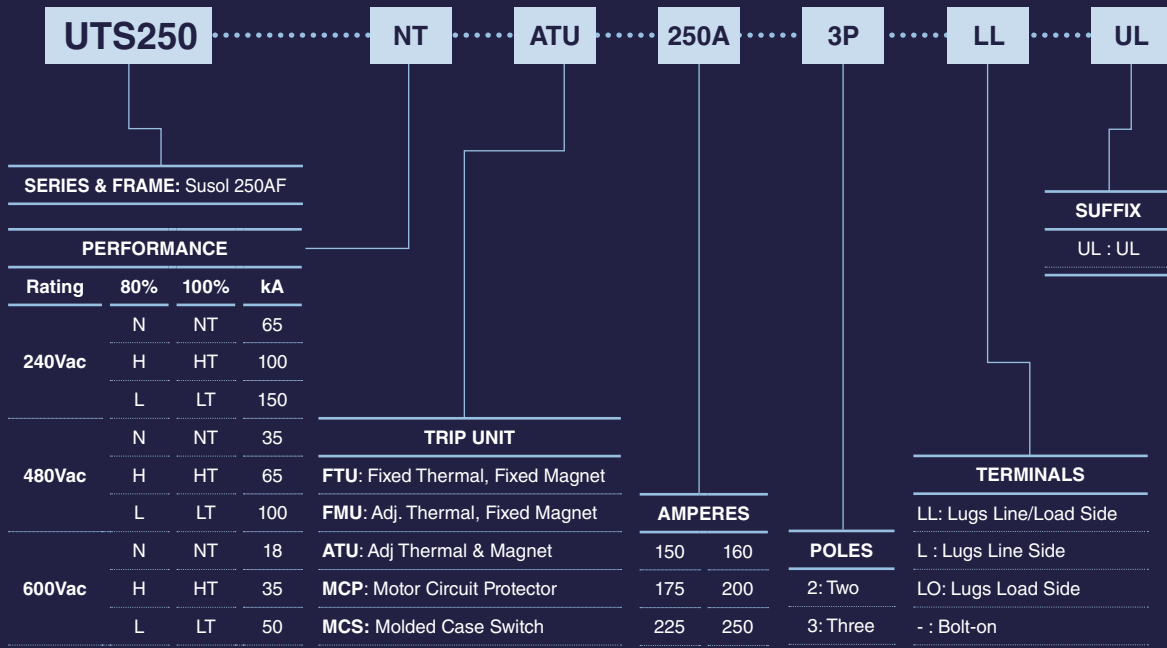 UTS250 NT ATU 250A 3P LL UL
SERIES & FRAME: Susol 250AF
PERFORMANCE
Rating 80% 100% kA
240Vac
N NT 65
H HT 100
L LT 150
480Vac
N NT 35
H HT 65
L LT 100
600Vac
N NT 18
H HT 35
L LT 50
TRIP UNIT
FTU: Fixed Thermal, Fixed Magnet
FMU: Adj. Thermal, Fixed Magnet
ATU: Adj Thermal & Magnet
MCP: Motor Circuit Protector
MCS: Molded Case Switch
AMPERES
150 160
175 200
225 250
POLES
2: Two
3: Three
TERMINALS
LL: Lugs Line/Load Side
L : Lugs Line Side
LO: Lugs Load Side
- : Bolt-on
SUFFIX
UL : UL